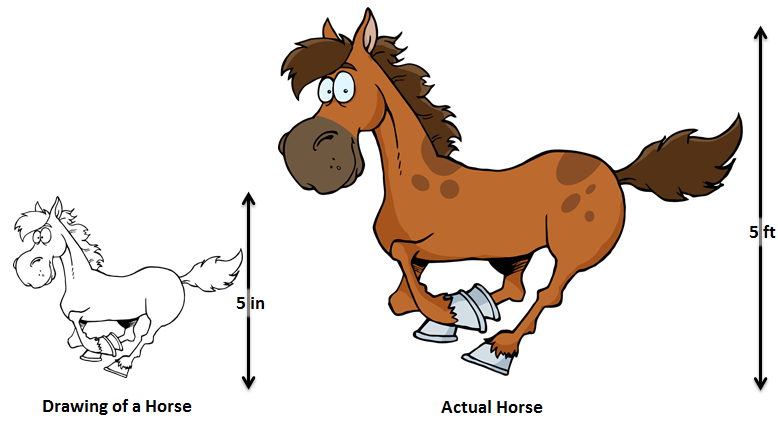 5 in
5 ft
Drawing of a Horse
Actual Horse